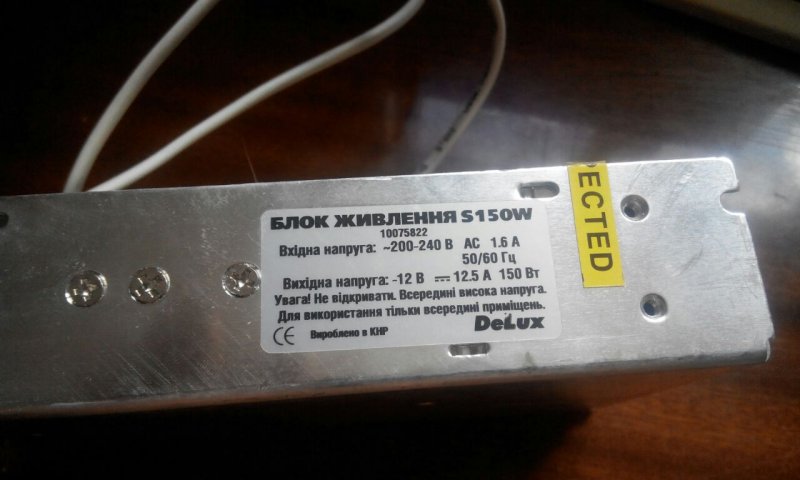 БЛОК ЖИВЛЕННЯ S150W
10075822
Вхідна напруга: ~200-240 В AC 1.6 A
50/60 Гц
Вихідна напруга: -12 В ⎓ 12.5 A 150 Вт
Увага! Не відкривати. Всередині висока напруга.
Для використання тільки всередині приміщень.
CE Вироблено в КНР DeLux
ECTED